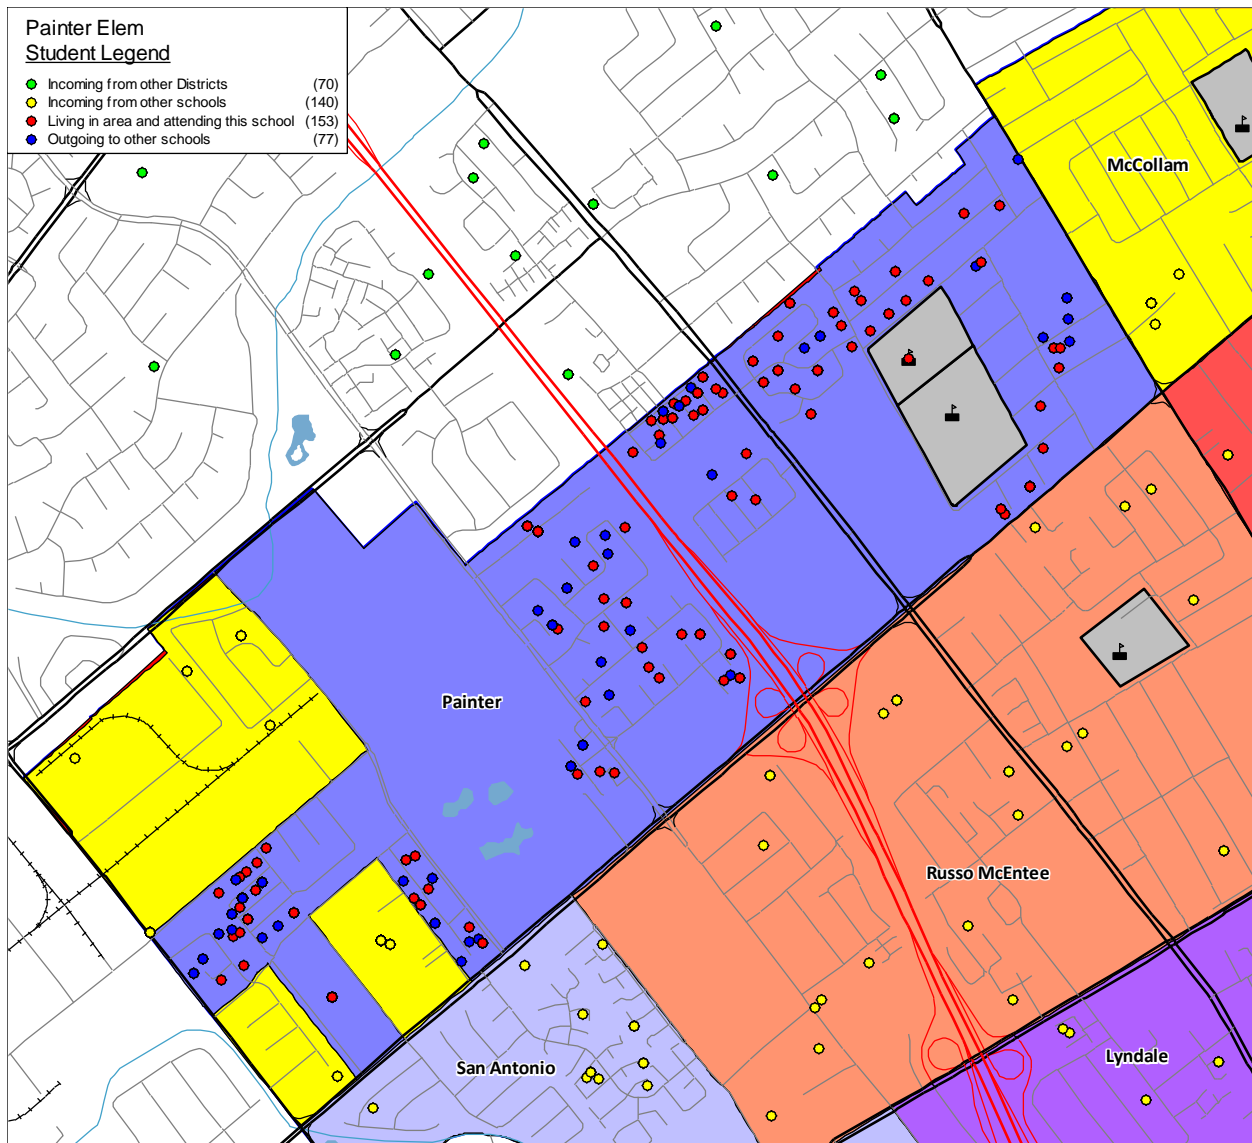 Painter Elem
Student Legend
Incoming from other Districts (70)
Incoming from other schools (140)
Living in area and attending this school (153)
Outgoing to other schools (77)
McCollam
Painter
Russo McEntee
San Antonio
Lyndale